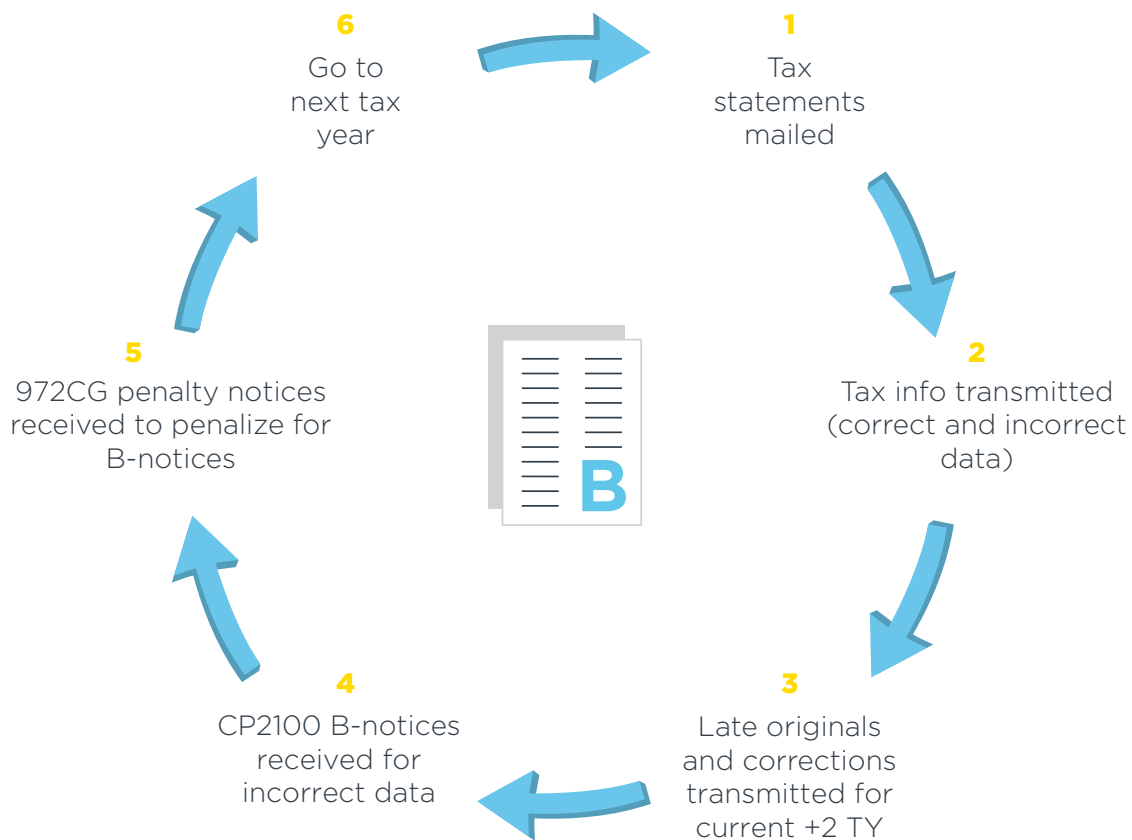 1
Tax
statements
mailed
2
Tax info transmitted
(correct and incorrect
data)
3
Late originals
and corrections
transmitted for
current +2 TY
4
CP2100 B-notices
received for
incorrect data
5
972CG penalty notices
received to penalize for
B-notices
6
Go to
next tax
year
B